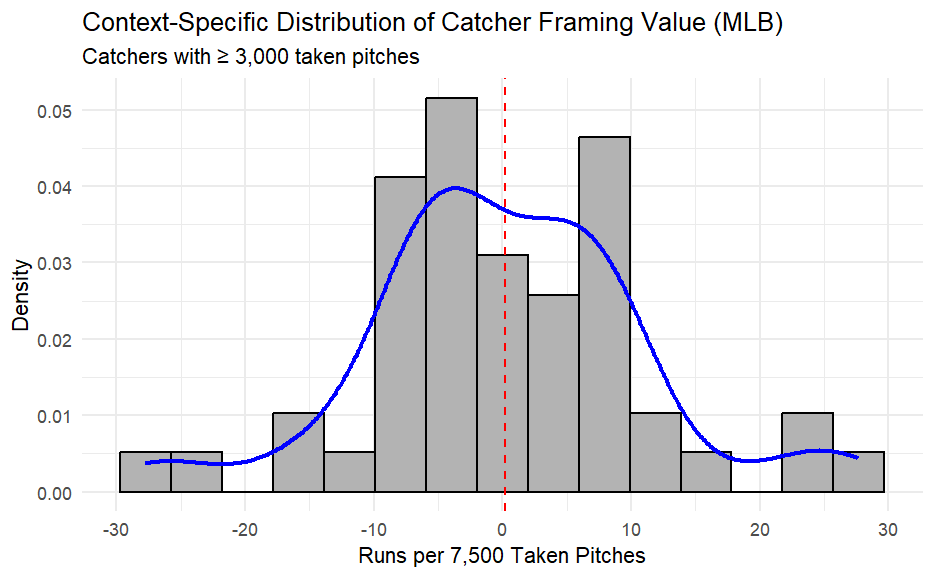 Context-Specific Distribution of Catcher Framing Value (MLB)
Catchers with ≥ 3,000 taken pitches
0.05
0.04
0.03
0.02
0.01
0.00
Density
-30 -20 -10 0 10 20 30
Runs per 7,500 Taken Pitches